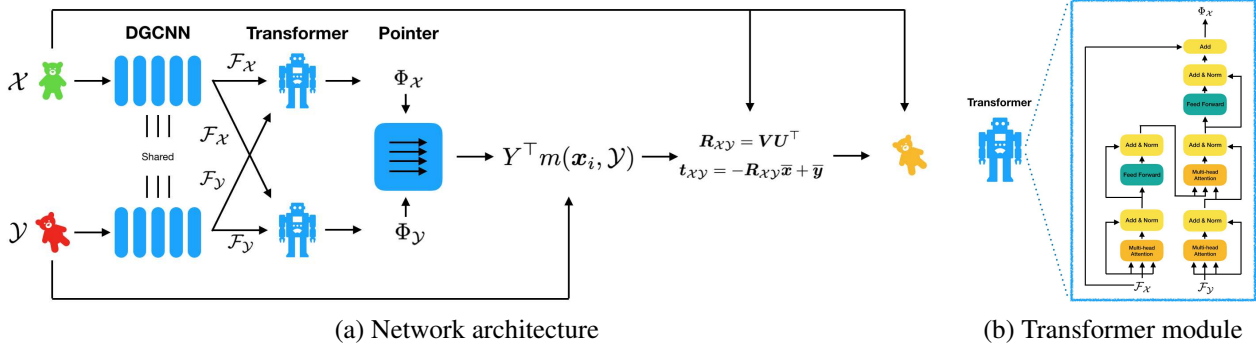 DGCNN
Transformer
Pointer
𝒳
ℱ𝒳
Φ𝒳
ℱ𝒳
Shared
ℱ𝒴
Y⊤m(𝒙ᵢ, 𝒴)
𝑹𝒳𝒴 = 𝑽𝑼⊤
𝒕𝒳𝒴 = −𝑹𝒳𝒴x̅ + y̅
𝒴
ℱ𝒴
Φ𝒴
(a) Network architecture
Transformer
Φ𝒳
Add
Add & Norm
Feed Forward
Add & Norm
Add & Norm
Feed Forward
Multi-head
Attention
Add & Norm
Add & Norm
Multi-head
Attention
Multi-head
Attention
ℱ𝒳
ℱ𝒴
(b) Transformer module